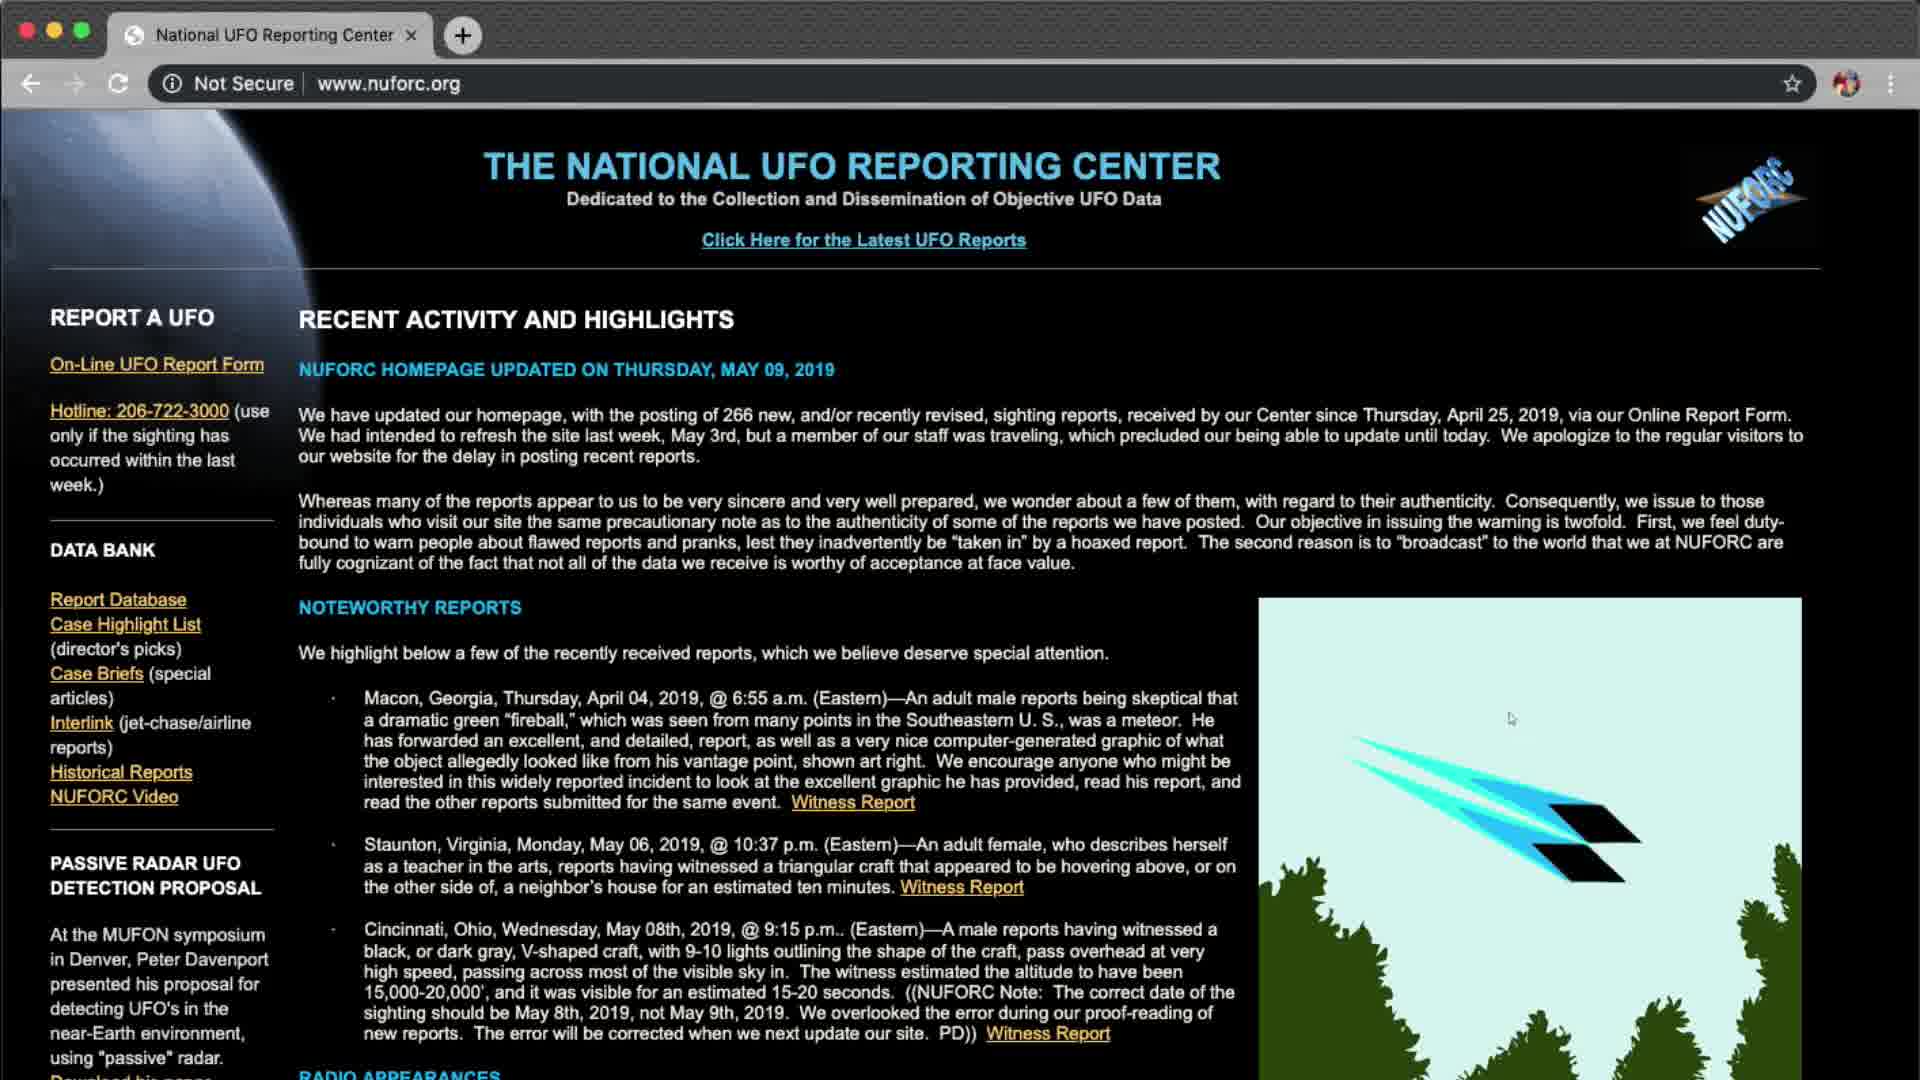 National UFO Reporting Center
Not Secure
www.nuforc.org
THE NATIONAL UFO REPORTING CENTER
Dedicated to the Collection and Dissemination of Objective UFO Data
Click Here for the Latest UFO Reports
NUFORC
REPORT A UFO
On-Line UFO Report Form
Hotline: 206-722-3000 (use
only if the sighting has
occurred within the last
week.)
DATA BANK
Report Database
Case Highlight List
(director's picks)
Case Briefs (special
articles)
Interlink (jet-chase/airline
reports)
Historical Reports
NUFORC Video
PASSIVE RADAR UFO
DETECTION PROPOSAL
At the MUFON symposium
in Denver, Peter Davenport
presented his proposal for
detecting UFO's in the
near-Earth environment,
using "passive" radar.
RECENT ACTIVITY AND HIGHLIGHTS
NUFORC HOMEPAGE UPDATED ON THURSDAY, MAY 09, 2019
We have updated our homepage, with the posting of 266 new, and/or recently revised, sighting reports, received by our Center since Thursday, April 25, 2019, via our Online Report Form.
We had intended to refresh the site last week, May 3rd, but a member of our staff was traveling, which precluded our being able to update until today. We apologize to the regular visitors to
our website for the delay in posting recent reports.
Whereas many of the reports appear to us to be very sincere and very well prepared, we wonder about a few of them, with regard to their authenticity. Consequently, we issue to those
individuals who visit our site the same precautionary note as to the authenticity of some of the reports we have posted. Our objective in issuing the warning is twofold. First, we feel duty-
bound to warn people about flawed reports and pranks, lest they inadvertently be “taken in” by a hoaxed report. The second reason is to “broadcast” to the world that we at NUFORC are
fully cognizant of the fact that not all of the data we receive is worthy of acceptance at face value.
NOTEWORTHY REPORTS
We highlight below a few of the recently received reports, which we believe deserve special attention.
· Macon, Georgia, Thursday, April 04, 2019, @ 6:55 a.m. (Eastern)—An adult male reports being skeptical that
a dramatic green “fireball,” which was seen from many points in the Southeastern U. S., was a meteor. He
has forwarded an excellent, and detailed, report, as well as a very nice computer-generated graphic of what
the object allegedly looked like from his vantage point, shown art right. We encourage anyone who might be
interested in this widely reported incident to look at the excellent graphic he has provided, read his report, and
read the other reports submitted for the same event. Witness Report
· Staunton, Virginia, Monday, May 06, 2019, @ 10:37 p.m. (Eastern)—An adult female, who describes herself
as a teacher in the arts, reports having witnessed a triangular craft that appeared to be hovering above, or on
the other side of, a neighbor’s house for an estimated ten minutes. Witness Report
· Cincinnati, Ohio, Wednesday, May 08th, 2019, @ 9:15 p.m.. (Eastern)—A male reports having witnessed a
black, or dark gray, V-shaped craft, with 9-10 lights outlining the shape of the craft, pass overhead at very
high speed, passing across most of the visible sky in. The witness estimated the altitude to have been
15,000-20,000’, and it was visible for an estimated 15-20 seconds. ((NUFORC Note: The correct date of the
sighting should be May 8th, 2019, not May 9th, 2019. We overlooked the error during our proof-reading of
new reports. The error will be corrected when we next update our site. PD)) Witness Report
RADIO APPEARANCES